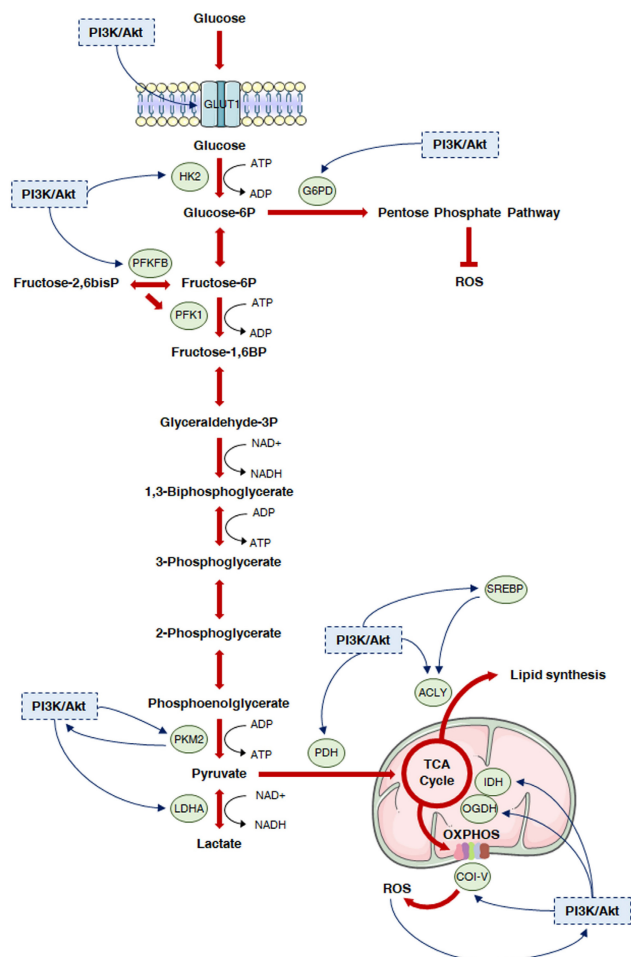 Glucose
PI3K/Akt
GLUT1
Glucose
ATP
HK2
ADP
PI3K/Akt
G6PD
PI3K/Akt
Glucose-6P
Pentose Phosphate Pathway
PFKFB
Fructose-2,6bisP
Fructose-6P
ROS
ATP
PFK1
ADP
Fructose-1,6BP
Glyceraldehyde-3P
NAD+
NADH
1,3-Biphosphoglycerate
ADP
ATP
3-Phosphoglycerate
SREBP
2-Phosphoglycerate
PI3K/Akt
Lipid synthesis
ACLY
PI3K/Akt
Phosphoenolglycerate
ADP
PKM2
ATP
PDH
Pyruvate
TCA
Cycle
IDH
NAD+
LDHA
OGDH
NADH
OXPHOS
Lactate
COI-V
ROS
PI3K/Akt